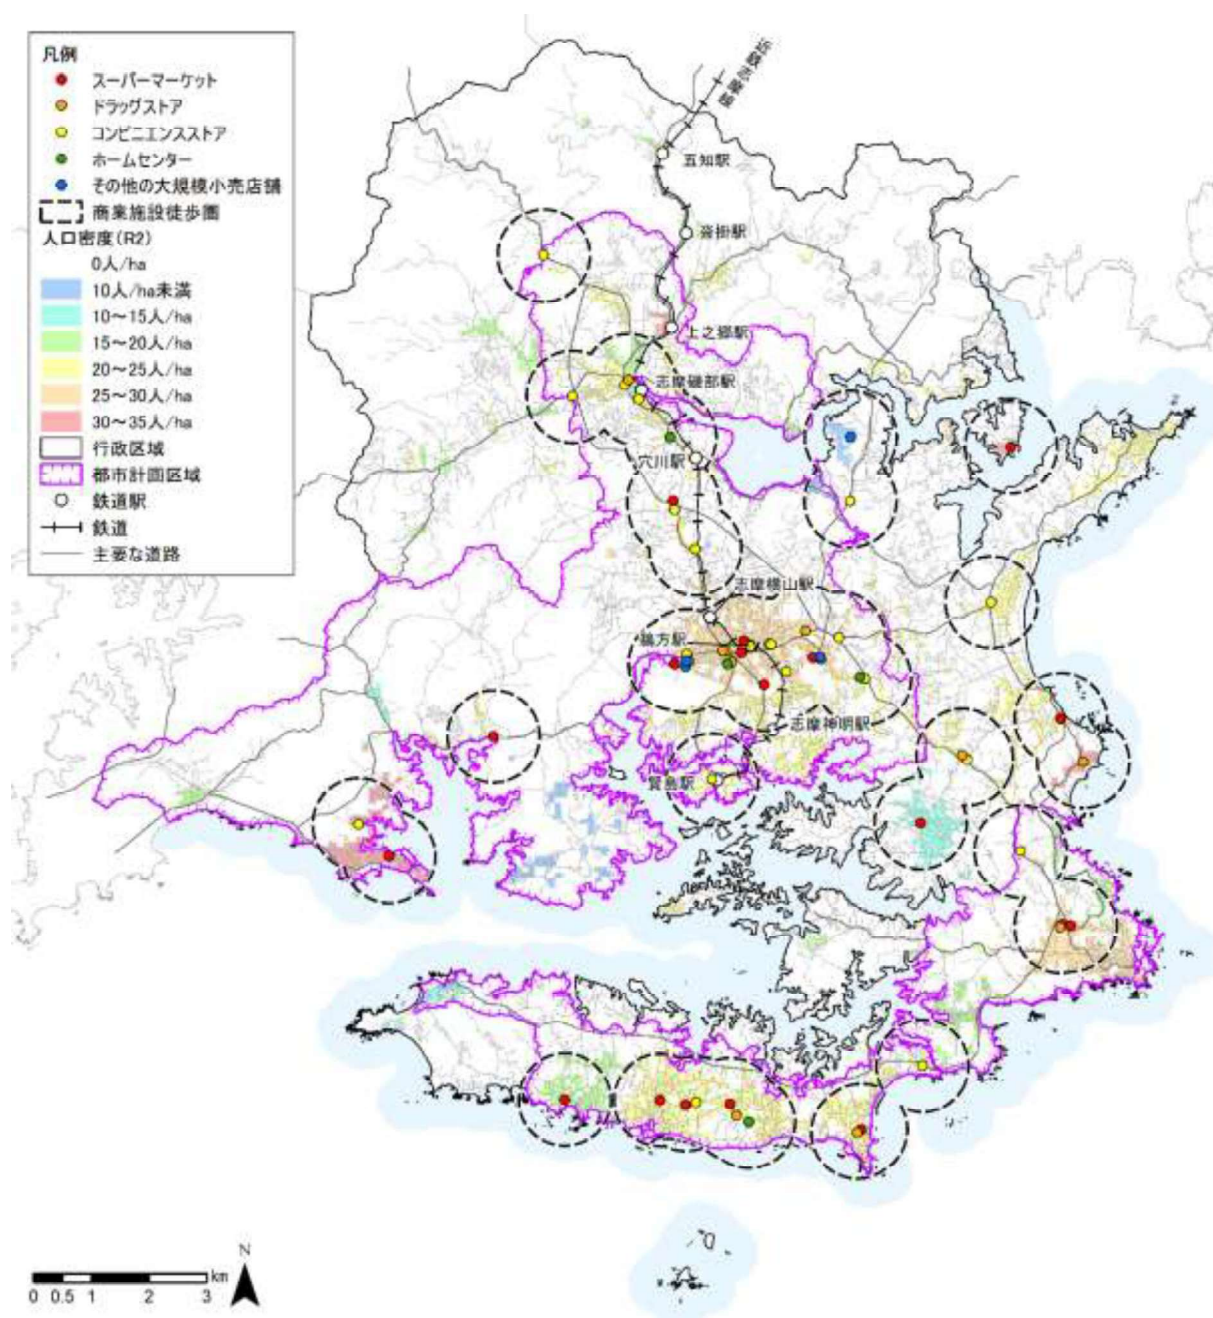 凡例
スーパーマーケット
ドラッグストア
コンビニエンスストア
ホームセンター
その他の大規模小売店舗
商業施設徒歩圏
人口密度(R2)
0人/ha
10人/ha未満
10～15人/ha
15～20人/ha
20～25人/ha
25～30人/ha
30～35人/ha
行政区域
都市計画区域
鉄道駅
鉄道
主要な道路
近鉄志摩線
五知駅
沓掛駅
上之郷駅
志摩磯部駅
穴川駅
志摩横山駅
鵜方駅
志摩神明駅
賢島駅
N
km
0 0.5 1 2 3